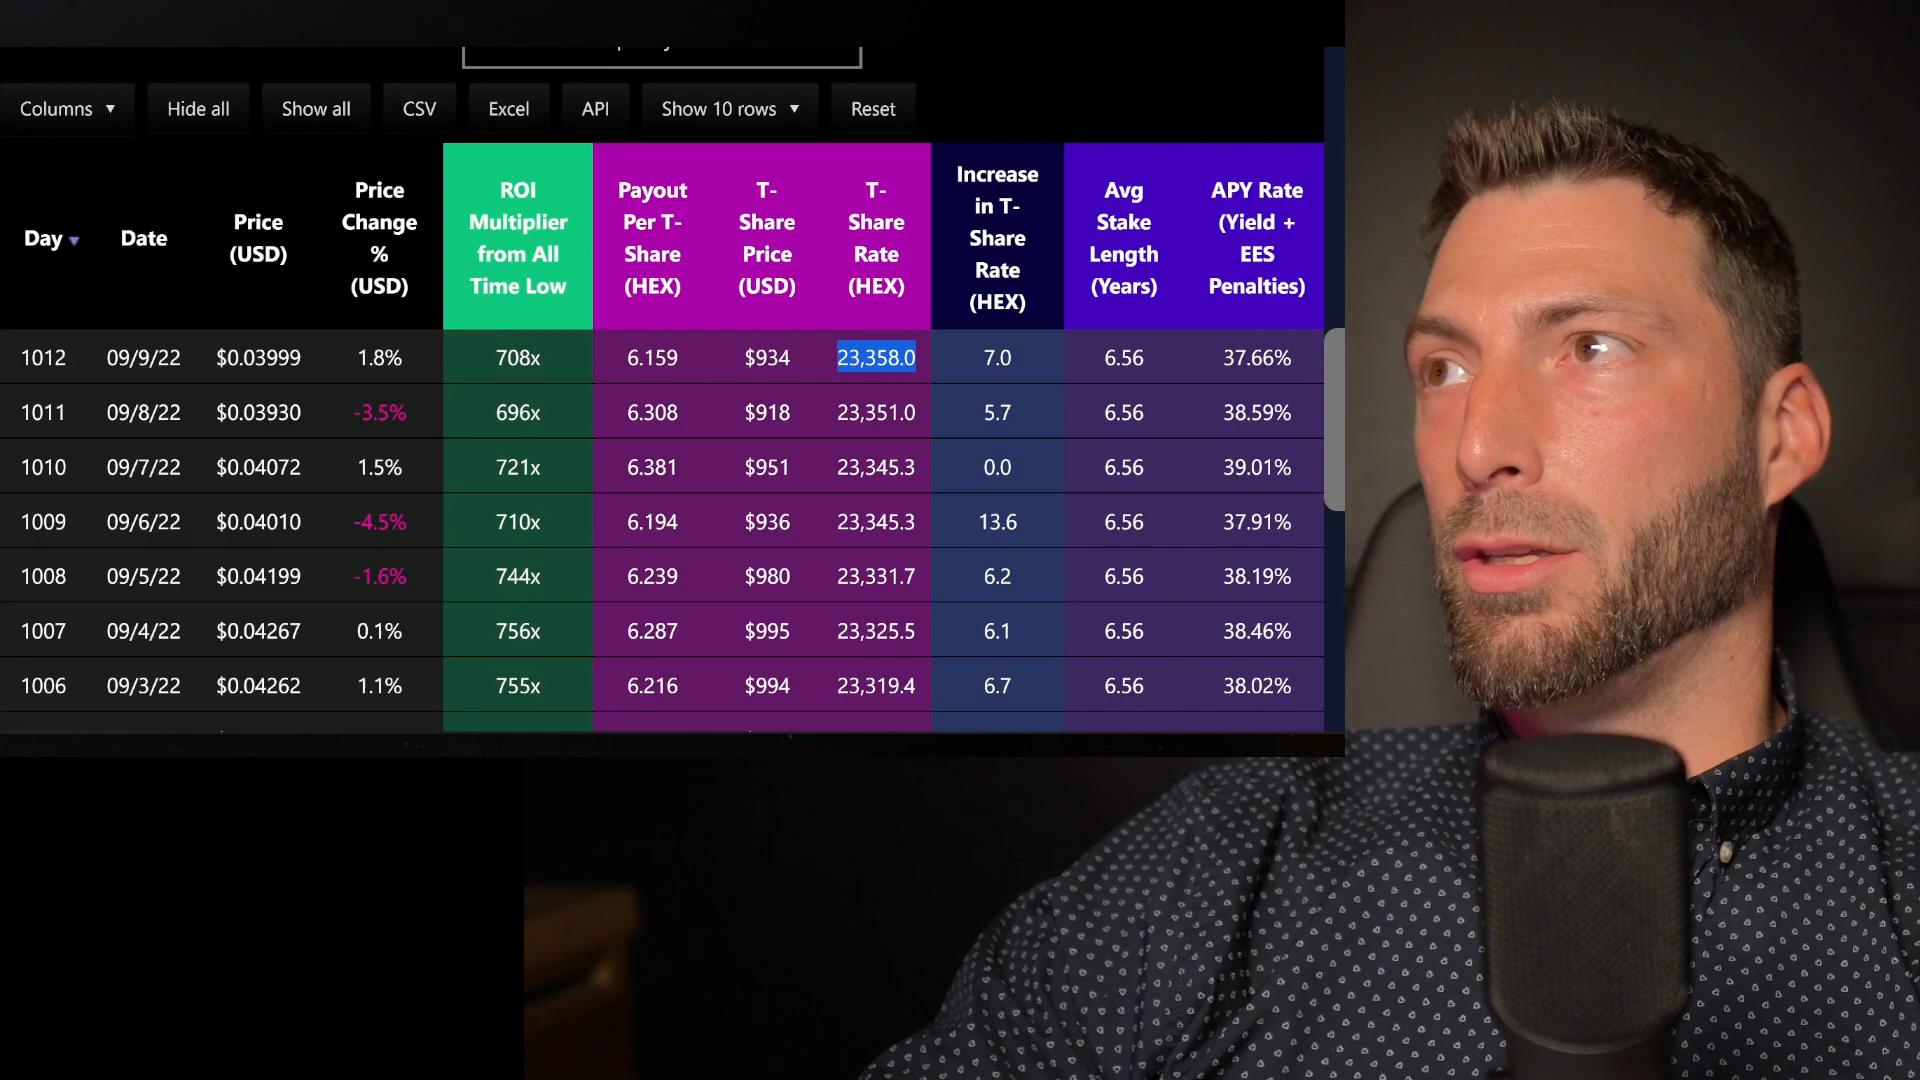 Columns ▼ Hide all Show all CSV Excel API Show 10 rows ▼ Reset
Day ▼ Date Price (USD) Price Change % (USD) ROI Multiplier from All Time Low Payout Per T-Share (HEX) T-Share Price (USD) T-Share Rate (HEX) Increase in T-Share Rate (HEX) Avg Stake Length (Years) APY Rate (Yield + EES Penalties)
1012 09/9/22 $0.03999 1.8% 708x 6.159 $934 23,358.0 7.0 6.56 37.66%
1011 09/8/22 $0.03930 -3.5% 696x 6.308 $918 23,351.0 5.7 6.56 38.59%
1010 09/7/22 $0.04072 1.5% 721x 6.381 $951 23,345.3 0.0 6.56 39.01%
1009 09/6/22 $0.04010 -4.5% 710x 6.194 $936 23,345.3 13.6 6.56 37.91%
1008 09/5/22 $0.04199 -1.6% 744x 6.239 $980 23,331.7 6.2 6.56 38.19%
1007 09/4/22 $0.04267 0.1% 756x 6.287 $995 23,325.5 6.1 6.56 38.46%
1006 09/3/22 $0.04262 1.1% 755x 6.216 $994 23,319.4 6.7 6.56 38.02%